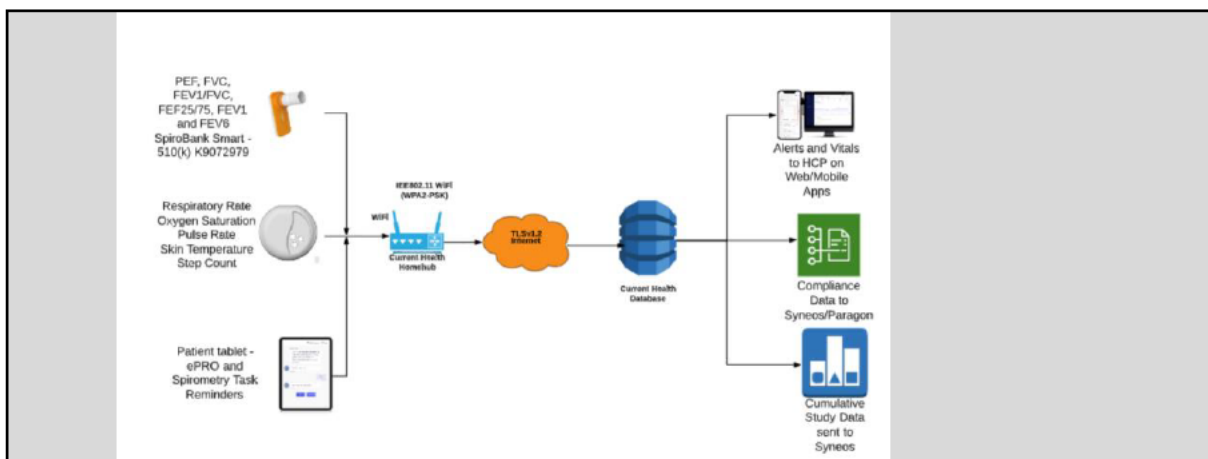 PEF, FVC,
FEV1/FVC,
FEF25/75, FEV1
and FEV6
SpiroBank Smart -
510(k) K9072979
Respiratory Rate
Oxygen Saturation
Pulse Rate
Skin Temperature
Step Count
Patient tablet -
ePRO and
Spirometry Task
Reminders
IEE802.11 WiFi
(WPA2-PSK)
WiFi
Current Health
Homehub
TLSv1.2
Internet
Current Health
Database
Alerts and Vitals
to HCP on
Web/Mobile
Apps
Compliance
Data to
Syneos/Paragon
Cumulative
Study Data
sent to
Syneos